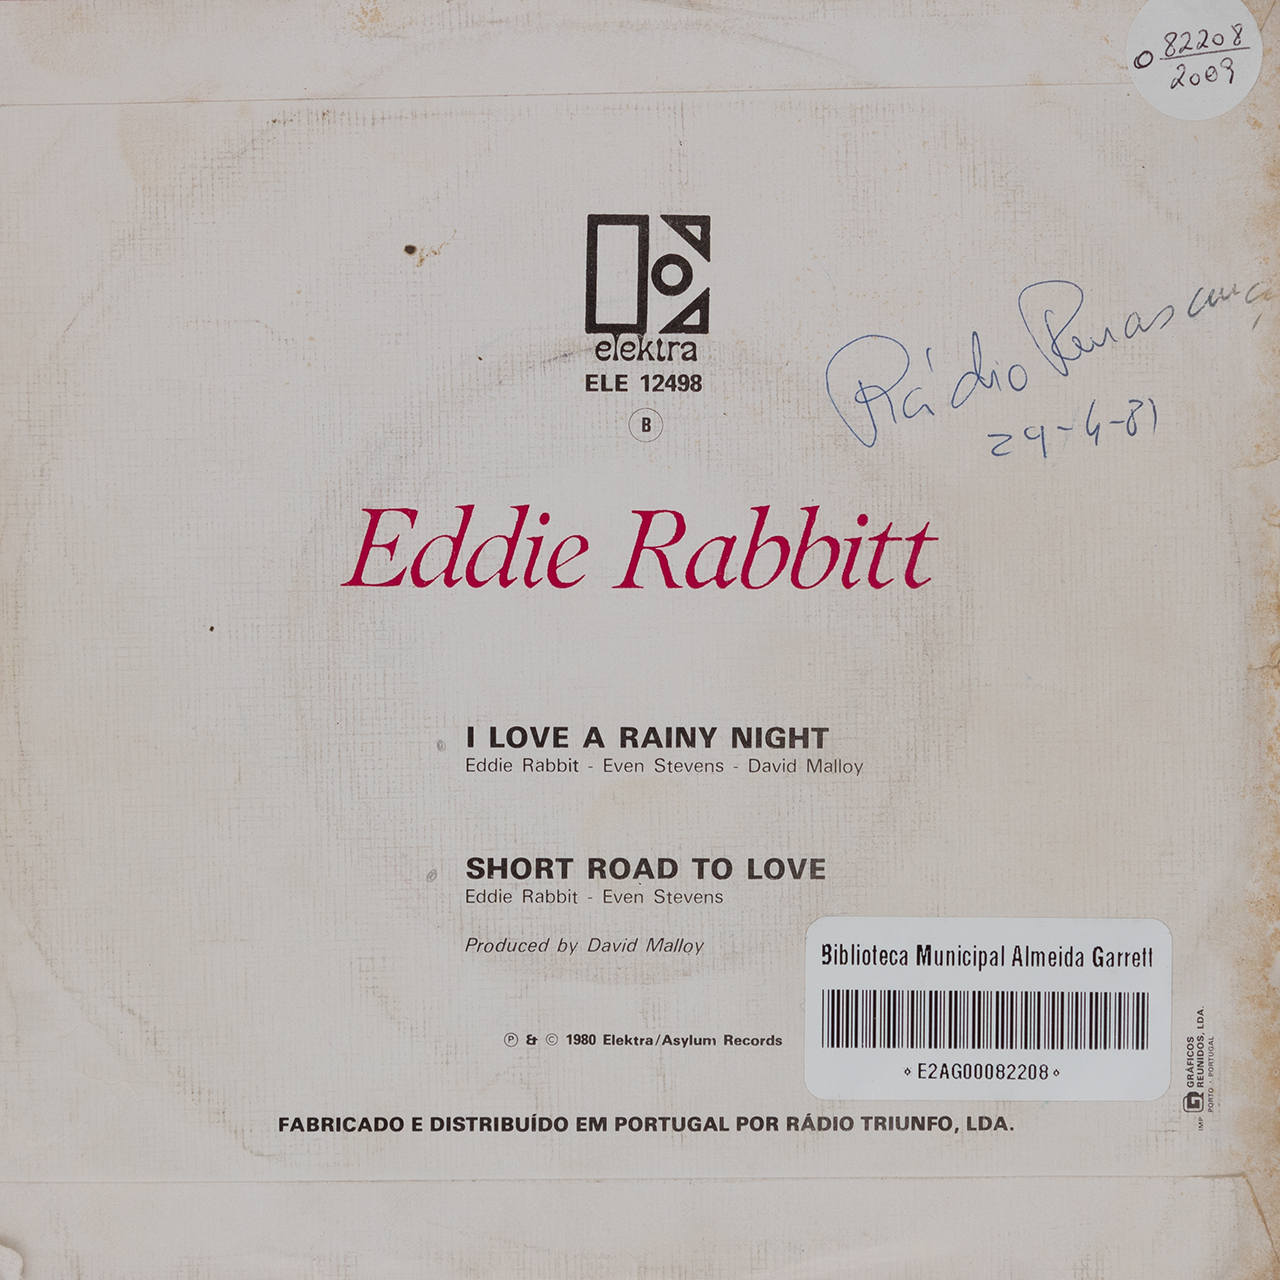 0 82208
2009
elektra
ELE 12498
B
Rádio Renascença
29-4-81
Eddie Rabbitt
I LOVE A RAINY NIGHT
Eddie Rabbit - Even Stevens - David Malloy
SHORT ROAD TO LOVE
Eddie Rabbit - Even Stevens
Produced by David Malloy
Ⓟ & © 1980 Elektra/Asylum Records
Biblioteca Municipal Almeida Garrett
⋄ E2AG00082208 ⋄
FABRICADO E DISTRIBUÍDO EM PORTUGAL POR RÁDIO TRIUNFO, LDA.
IMP. GRÁFICOS
REUNIDOS, LDA.
PORTO - PORTUGAL